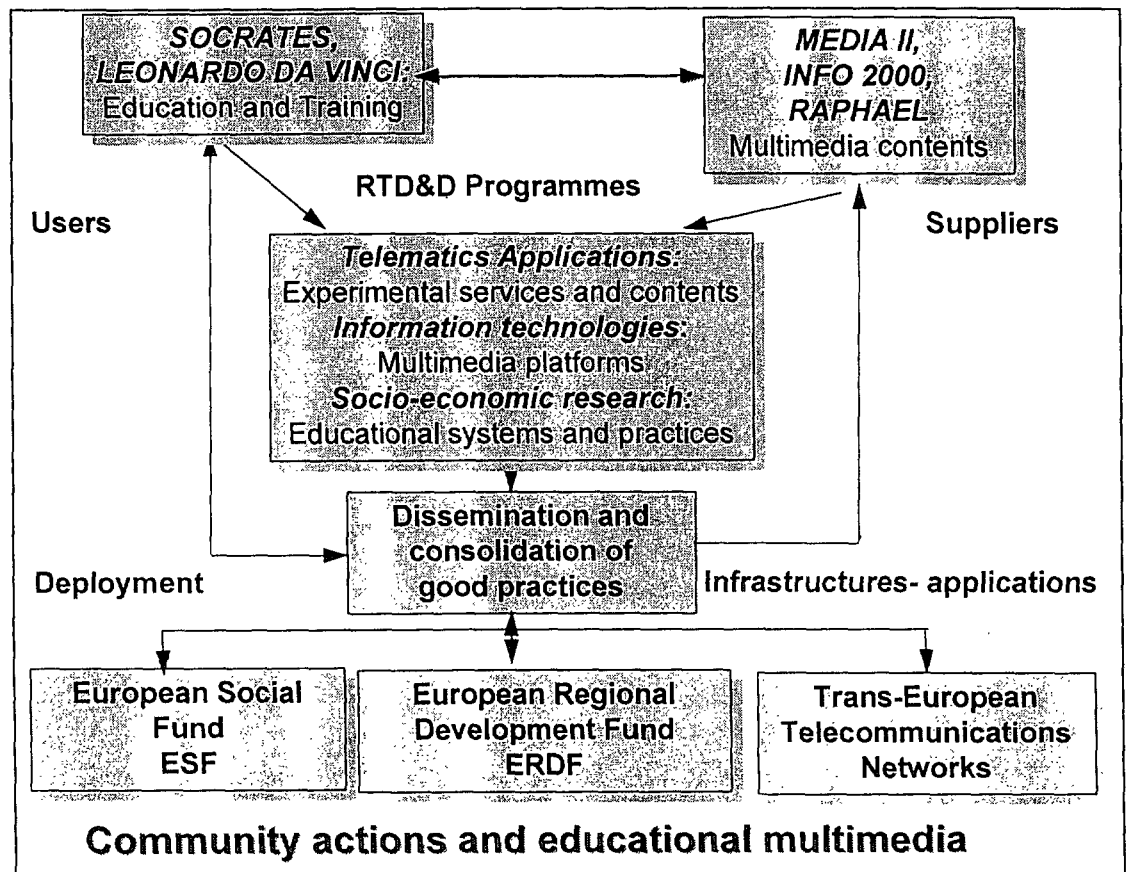 SOCRATES,
LEONARDO DA VINCI:
Education and Training
MEDIA II,
INFO 2000,
RAPHAEL
Multimedia contents
RTD&D Programmes
Users
Suppliers
Telematics Applications:
Experimental services and contents
Information technologies:
Multimedia platforms
Socio-economic research:
Educational systems and practices
Dissemination and
consolidation of
good practices
Deployment
Infrastructures- applications
European Social
Fund
ESF
European Regional
Development Fund
ERDF
Trans-European
Telecommunications
Networks
Community actions and educational multimedia